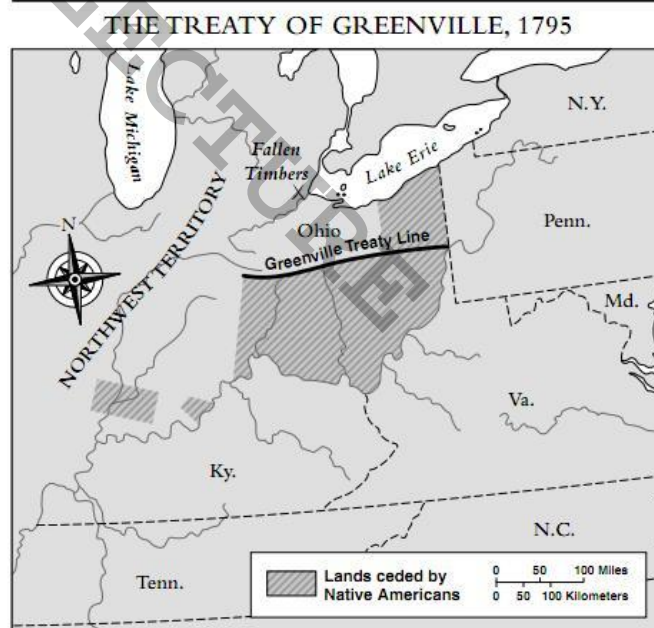 THE TREATY OF GREENVILLE, 1795
Lake Michigan
N.Y.
Fallen
Timbers
Lake Erie
Ohio
Penn.
Greenville Treaty Line
N
NORTHWEST TERRITORY
Md.
Va.
Ky.
N.C.
Tenn.
Lands ceded by
Native Americans
0 50 100 Miles
0 50 100 Kilometers
ECTURE